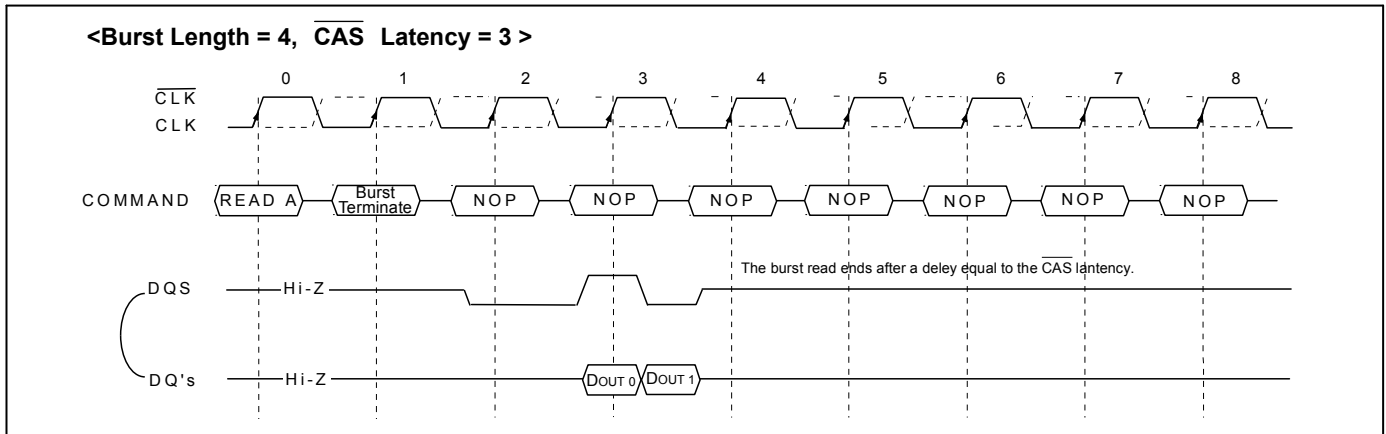 <Burst Length = 4, CAS Latency = 3 >
0 1 2 3 4 5 6 7 8
CLK
CLK
COMMAND READ A Burst Terminate NOP NOP NOP NOP NOP NOP NOP
The burst read ends after a deley equal to the CAS lantency.
DQS Hi-Z
DQ's Hi-Z DOUT 0 DOUT 1